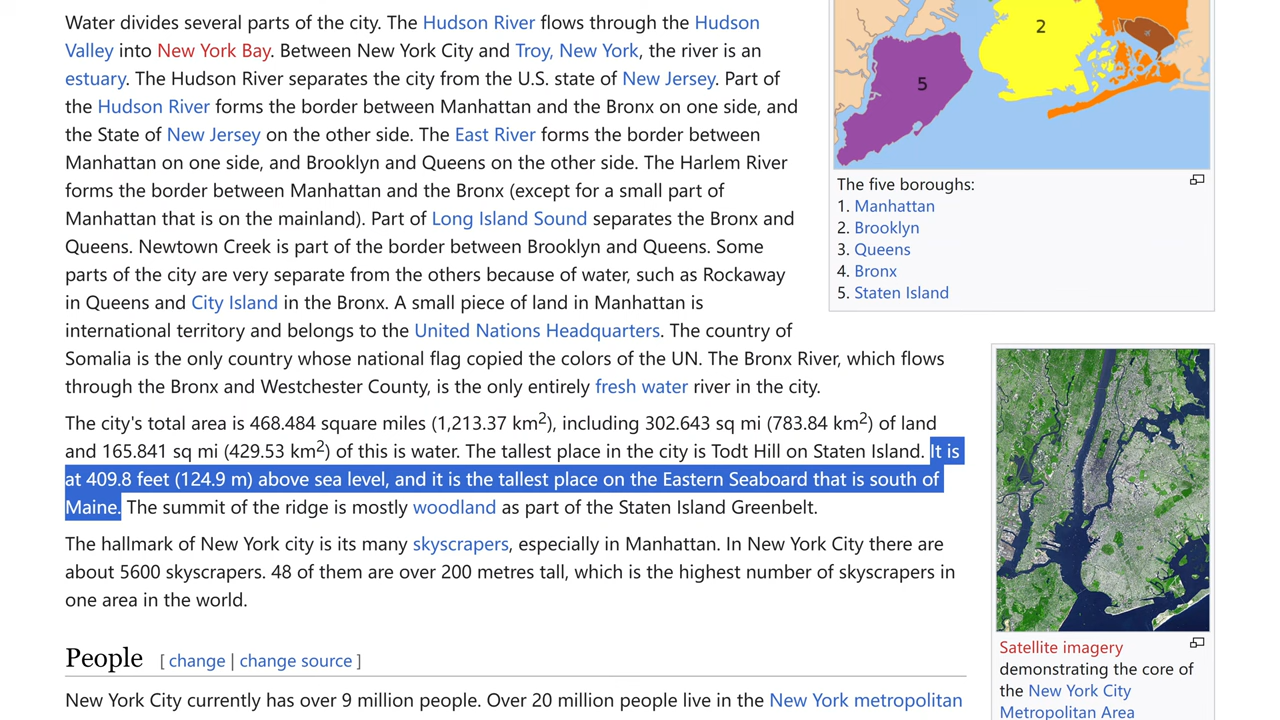 Water divides several parts of the city. The Hudson River flows through the Hudson
Valley into New York Bay. Between New York City and Troy, New York, the river is an
estuary. The Hudson River separates the city from the U.S. state of New Jersey. Part of
the Hudson River forms the border between Manhattan and the Bronx on one side, and
the State of New Jersey on the other side. The East River forms the border between
Manhattan on one side, and Brooklyn and Queens on the other side. The Harlem River
forms the border between Manhattan and the Bronx (except for a small part of
Manhattan that is on the mainland). Part of Long Island Sound separates the Bronx and
Queens. Newtown Creek is part of the border between Brooklyn and Queens. Some
parts of the city are very separate from the others because of water, such as Rockaway
in Queens and City Island in the Bronx. A small piece of land in Manhattan is
international territory and belongs to the United Nations Headquarters. The country of
Somalia is the only country whose national flag copied the colors of the UN. The Bronx River, which flows
through the Bronx and Westchester County, is the only entirely fresh water river in the city.
The city's total area is 468.484 square miles (1,213.37 km2), including 302.643 sq mi (783.84 km2) of land
and 165.841 sq mi (429.53 km2) of this is water. The tallest place in the city is Todt Hill on Staten Island. It is
at 409.8 feet (124.9 m) above sea level, and it is the tallest place on the Eastern Seaboard that is south of
Maine. The summit of the ridge is mostly woodland as part of the Staten Island Greenbelt.
The hallmark of New York city is its many skyscrapers, especially in Manhattan. In New York City there are
about 5600 skyscrapers. 48 of them are over 200 metres tall, which is the highest number of skyscrapers in
one area in the world.
People [ change | change source ]
New York City currently has over 9 million people. Over 20 million people live in the New York metropolitan
2
5
The five boroughs:
1. Manhattan
2. Brooklyn
3. Queens
4. Bronx
5. Staten Island
Satellite imagery
demonstrating the core of
the New York City
Metropolitan Area